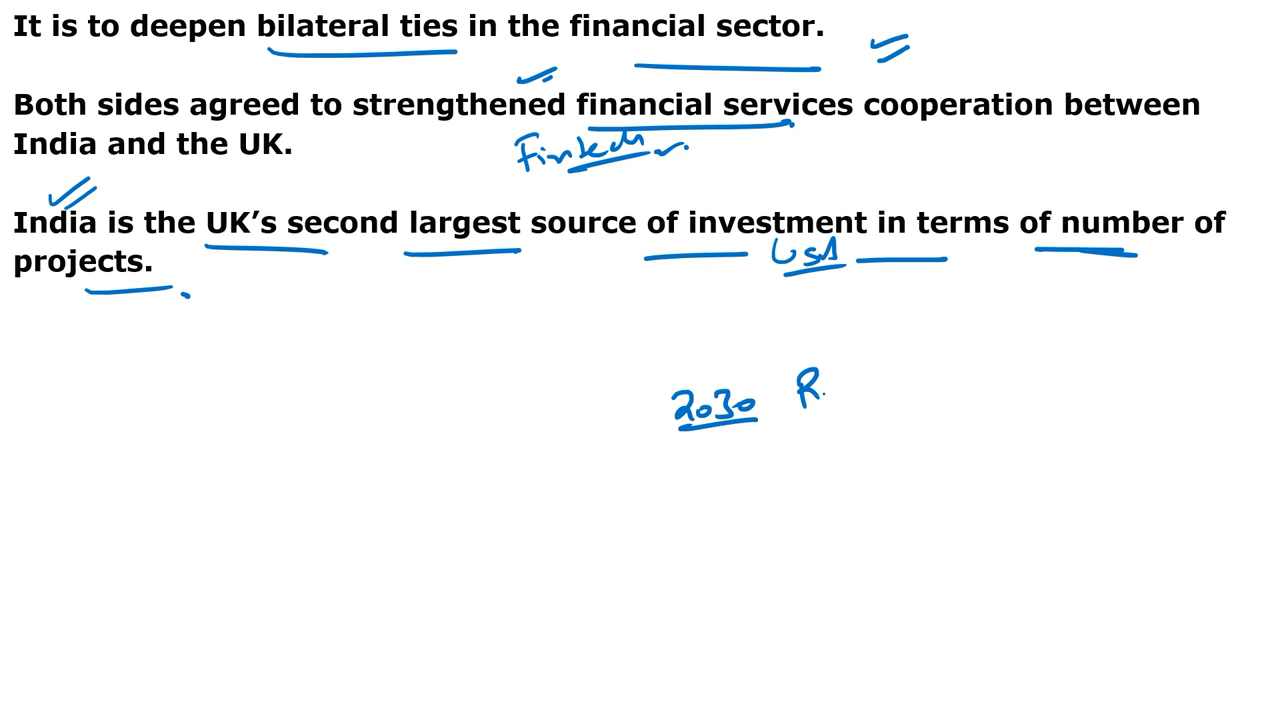 It is to deepen bilateral ties in the financial sector.
Both sides agreed to strengthened financial services cooperation between
India and the UK.
Fintech
India is the UK’s second largest source of investment in terms of number of
USA
projects.
2030 R.